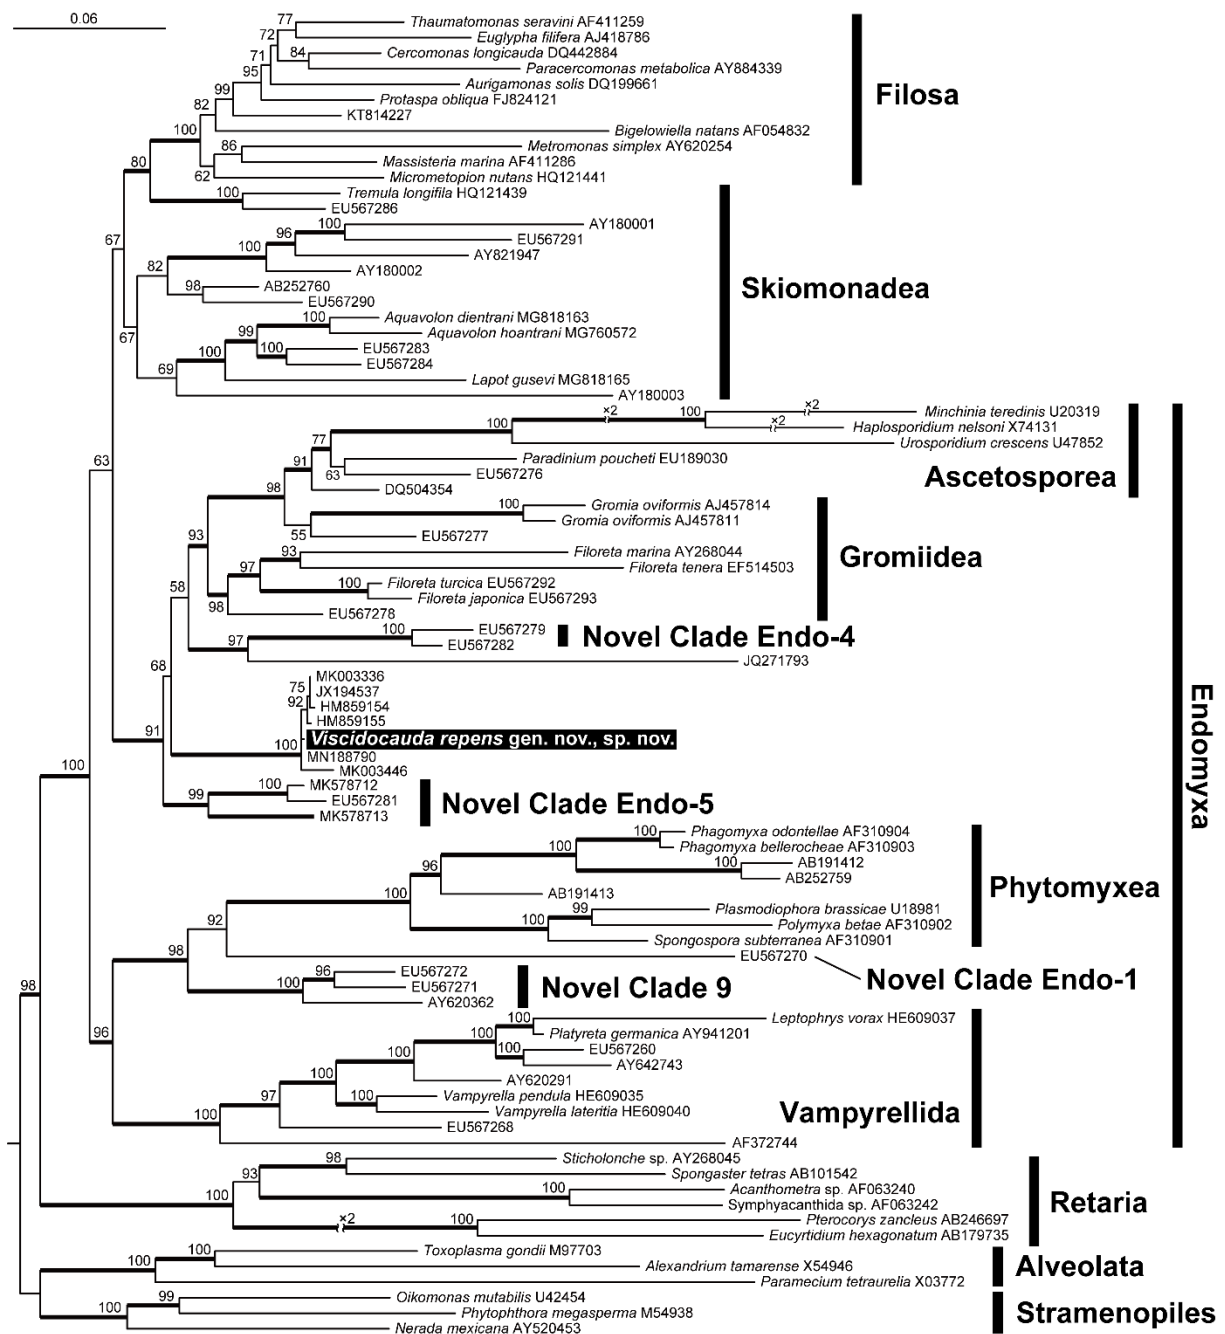 0.06
77
Thaumatomonas seravini AF411259
72
Euglypha filifera AJ418786
71
84
Cercomonas longicauda DQ442884
Paracercomonas metabolica AY884339
95
Aurigamonas solis DQ199661
99
Protaspa obliqua FJ824121
Filosa
82
KT814227
100
Bigelowiella natans AF054832
86
Metromonas simplex AY620254
80
Massisteria marina AF411286
62
Micrometopion nutans HQ121441
100
Tremula longifila HQ121439
EU567286
100
AY180001
96
EU567291
67
100
AY821947
82
AY180002
98
AB252760
Skiomonadea
EU567290
100
Aquavolon dientrani MG818163
67
99
Aquavolon hoantrani MG760572
100
100
EU567283
EU567284
69
Lapot gusevi MG818165
AY180003
×2
100
×2
Minchinia teredinis U20319
100
×2
Haplosporidium nelsoni X74131
77
Urosporidium crescens U47852
91
63
Paradinium poucheti EU189030
63
EU567276
Ascetosporea
98
DQ504354
100
Gromia oviformis AJ457814
Gromia oviformis AJ457811
55
EU567277
93
93
Filoreta marina AY268044
Gromiidea
97
Filoreta tenera EF514503
58
100
Filoreta turcica EU567292
98
Filoreta japonica EU567293
EU567278
97
100
EU567279
Novel Clade Endo-4
EU567282
68
JQ271793
MK003336
75
JX194537
92
HM859154
HM859155
Endomyxa
91
100
Viscidocauda repens gen. nov., sp. nov.
MN188790
100
MK003446
99
100
MK578712
EU567281
Novel Clade Endo-5
MK578713
100
Phagomyxa odontellae AF310904
100
Phagomyxa bellerocheae AF310903
96
100
AB191412
AB252759
100
AB191413
Phytomyxea
92
99
Plasmodiophora brassicae U18981
100
Polymyxa betae AF310902
Spongospora subterranea AF310901
98
EU567270
96
EU567272
Novel Clade Endo-1
100
EU567271
Novel Clade 9
98
AY620362
96
100
Leptophrys vorax HE609037
100
Platyreta germanica AY941201
100
100
EU567260
AY642743
100
AY620291
97
100
Vampyrella pendula HE609035
100
Vampyrella lateritia HE609040
Vampyrellida
EU567268
AF372744
98
Sticholonche sp. AY268045
93
Spongaster tetras AB101542
100
100
Acanthometra sp. AF063240
Symphyacanthida sp. AF063242
Retaria
×2
100
Pterocorys zancleus AB246697
Eucyrtidium hexagonatum AB179735
100
Toxoplasma gondii M97703
100
Alexandrium tamarense X54946
Alveolata
Paramecium tetraurelia X03772
99
Oikomonas mutabilis U42454
100
Phytophthora megasperma M54938
Stramenopiles
Nerada mexicana AY520453